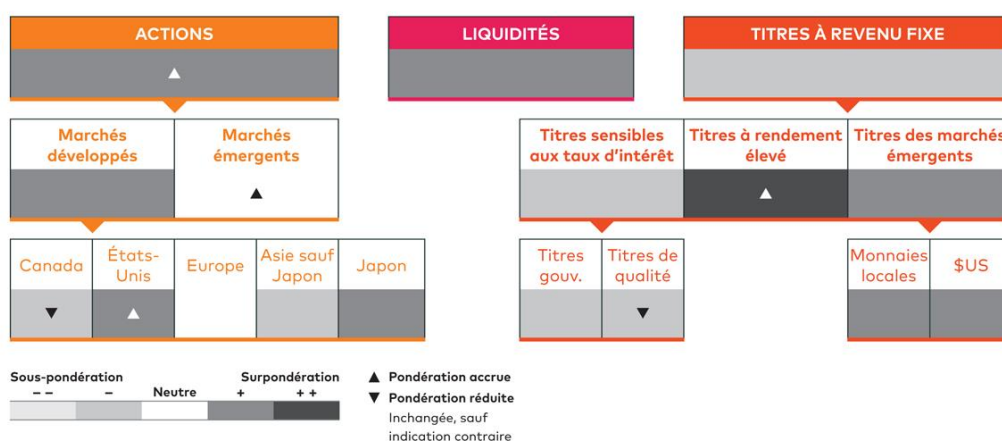 ACTIONS
LIQUIDITÉS
TITRES À REVENU FIXE
▲
Marchés
développés
Marchés
émergents
Titres sensibles
aux taux d'intérêt
Titres à rendement
élevé
Titres des marchés
émergents
▲
▲
Canada
États-
Unis
Europe
Asie sauf
Japon
Japon
Titres
gouv.
Titres de
qualité
Monnaies
locales
$US
▼
▲
▼
Sous-pondération
Surpondération
– –
–
Neutre
+
+ +
▲ Pondération accrue
▼ Pondération réduite
Inchangée, sauf
indication contraire